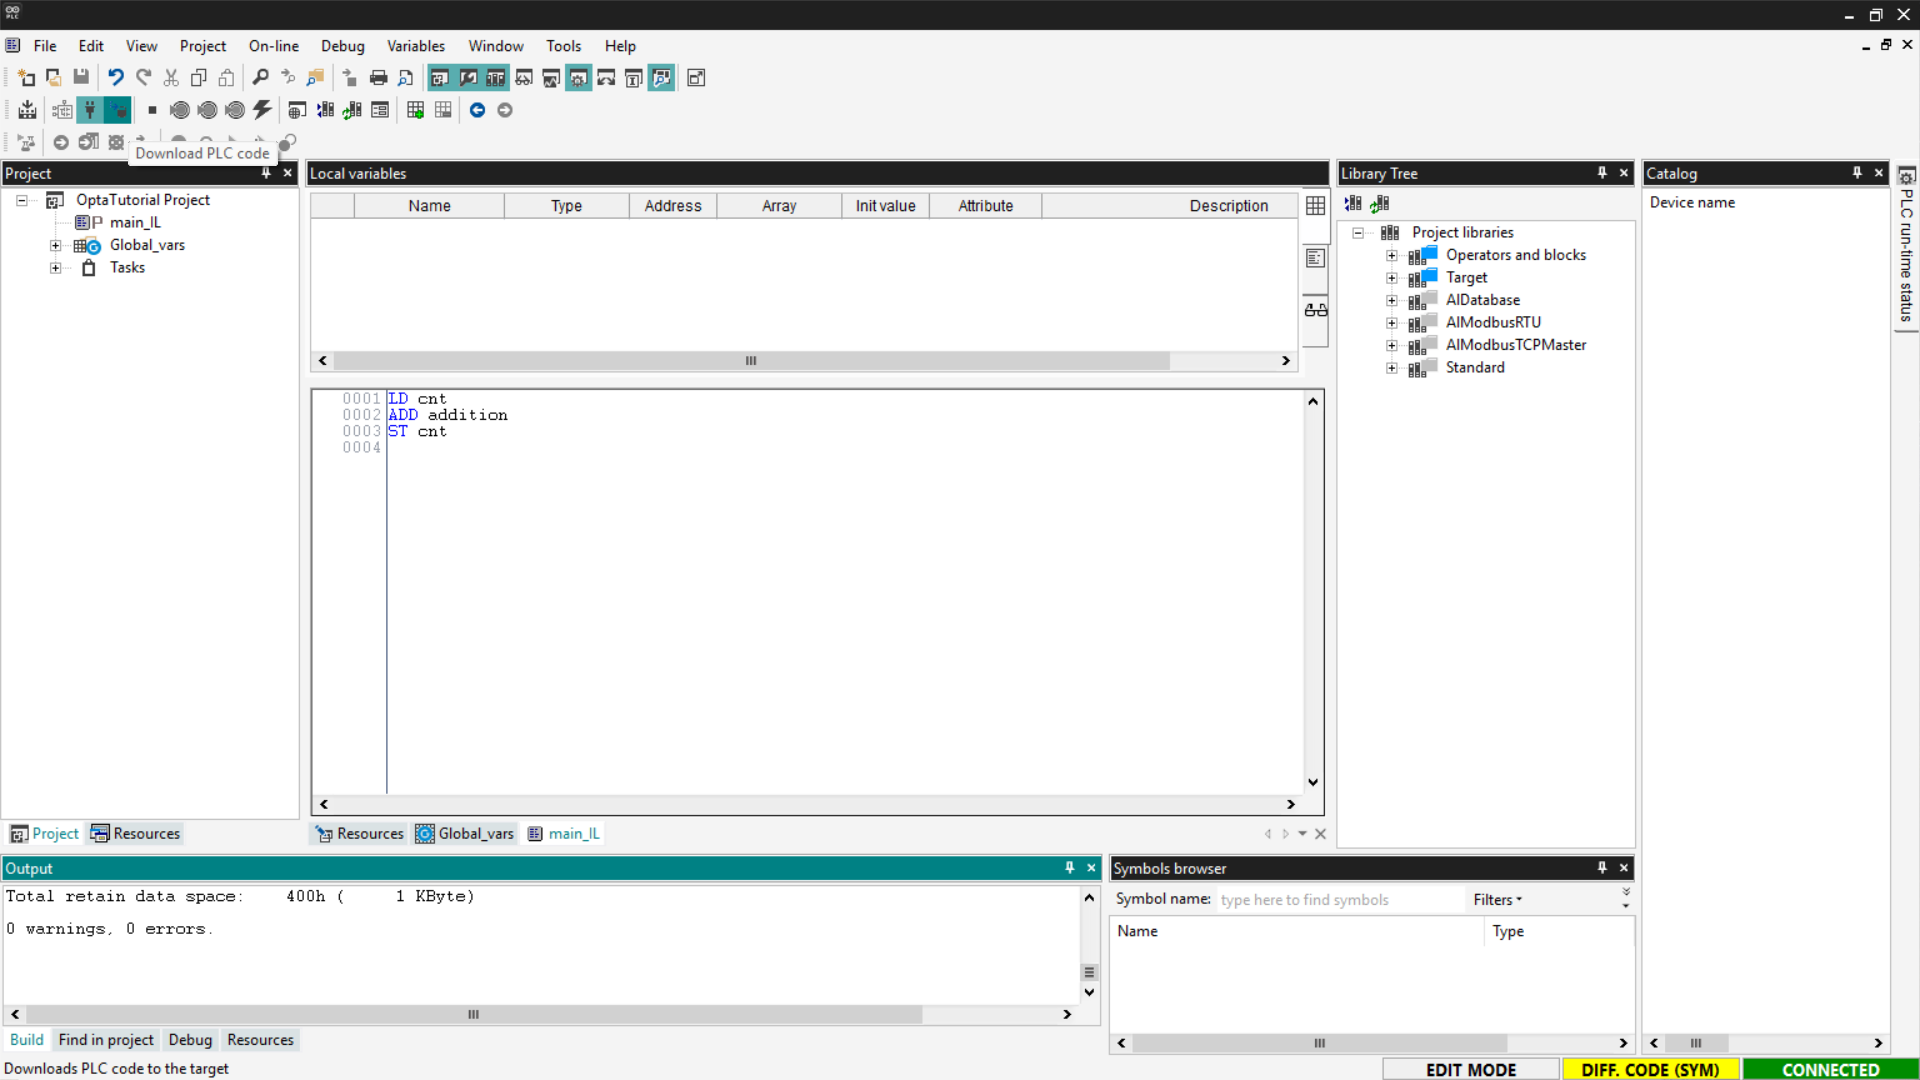 PLC
File Edit View Project On-line Debug Variables Window Tools Help
Download PLC code
Project
OptaTutorial Project
main_IL
Global_vars
Tasks
Project Resources
Local variables
Name Type Address Array Init value Attribute Description
0001 LD cnt
0002 ADD addition
0003 ST cnt
0004
Resources Global_vars main_IL
Library Tree
Project libraries
Operators and blocks
Target
AlDatabase
AlModbusRTU
AlModbusTCPMaster
Standard
Catalog
Device name
PLC run-time status
Output
Total retain data space: 400h ( 1 KByte)
0 warnings, 0 errors.
Build Find in project Debug Resources
Symbols browser
Symbol name: type here to find symbols Filters
Name Type
Downloads PLC code to the target
EDIT MODE DIFF. CODE (SYM) CONNECTED